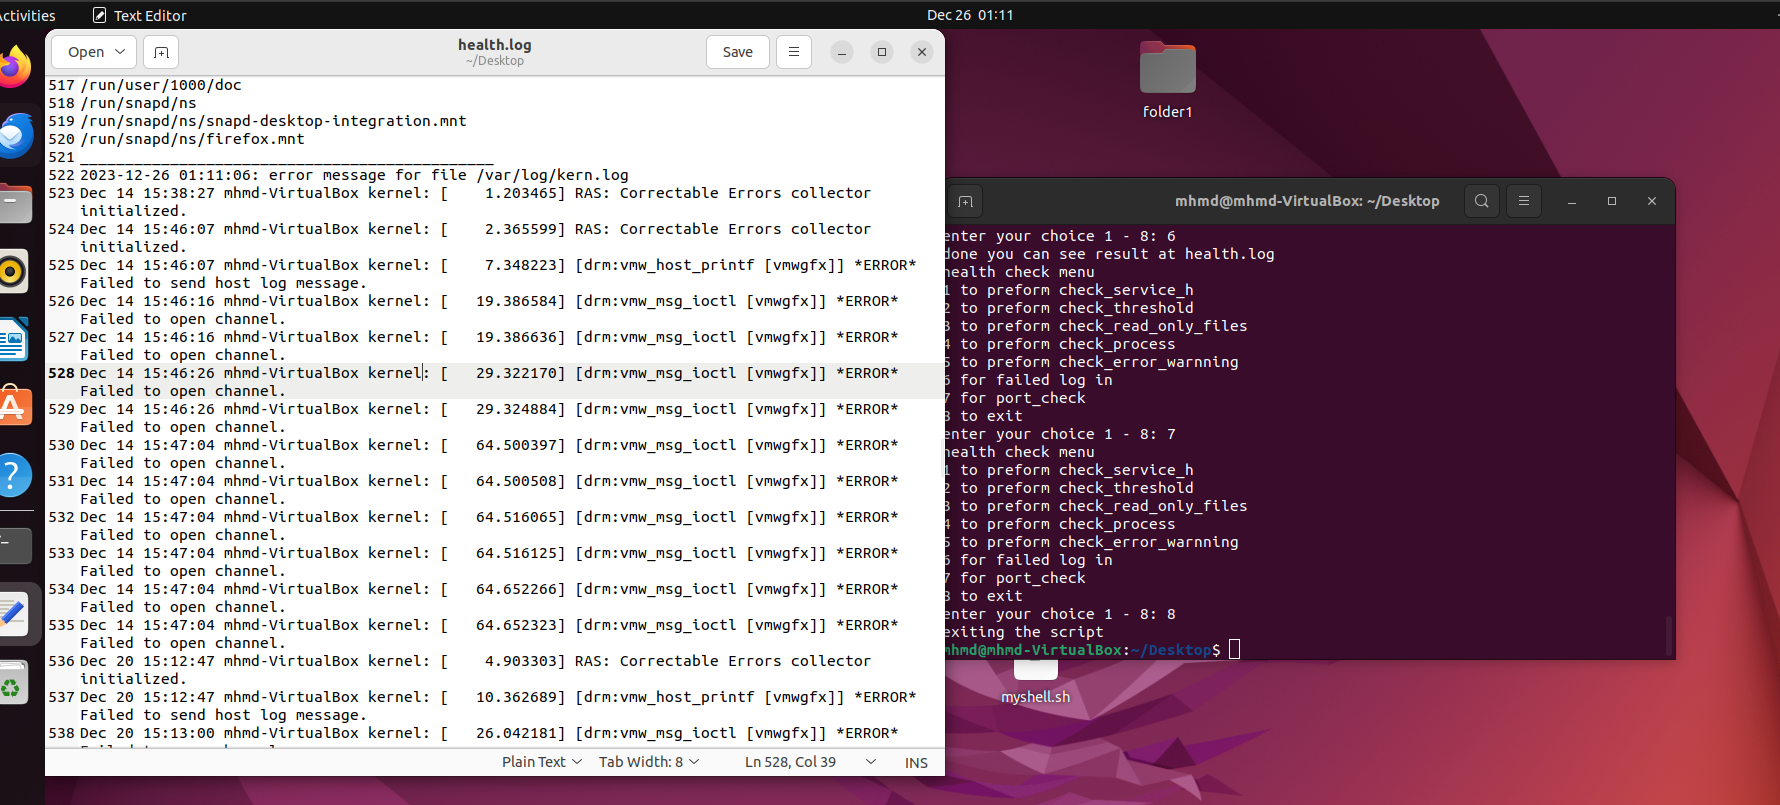 Activities
Text Editor
Dec 26 01:11
Open
health.log
~/Desktop
Save
517 /run/user/1000/doc
518 /run/snapd/ns
519 /run/snapd/ns/snapd-desktop-integration.mnt
520 /run/snapd/ns/firefox.mnt
521 ______________________________________________
522 2023-12-26 01:11:06: error message for file /var/log/kern.log
523 Dec 14 15:38:27 mhmd-VirtualBox kernel: [    1.203465] RAS: Correctable Errors collector
initialized.
524 Dec 14 15:46:07 mhmd-VirtualBox kernel: [    2.365599] RAS: Correctable Errors collector
initialized.
525 Dec 14 15:46:07 mhmd-VirtualBox kernel: [    7.348223] [drm:vmw_host_printf [vmwgfx]] *ERROR*
Failed to send host log message.
526 Dec 14 15:46:16 mhmd-VirtualBox kernel: [   19.386584] [drm:vmw_msg_ioctl [vmwgfx]] *ERROR*
Failed to open channel.
527 Dec 14 15:46:16 mhmd-VirtualBox kernel: [   19.386636] [drm:vmw_msg_ioctl [vmwgfx]] *ERROR*
Failed to open channel.
528 Dec 14 15:46:26 mhmd-VirtualBox kernel: [   29.322170] [drm:vmw_msg_ioctl [vmwgfx]] *ERROR*
Failed to open channel.
529 Dec 14 15:46:26 mhmd-VirtualBox kernel: [   29.324884] [drm:vmw_msg_ioctl [vmwgfx]] *ERROR*
Failed to open channel.
530 Dec 14 15:47:04 mhmd-VirtualBox kernel: [   64.500397] [drm:vmw_msg_ioctl [vmwgfx]] *ERROR*
Failed to open channel.
531 Dec 14 15:47:04 mhmd-VirtualBox kernel: [   64.500508] [drm:vmw_msg_ioctl [vmwgfx]] *ERROR*
Failed to open channel.
532 Dec 14 15:47:04 mhmd-VirtualBox kernel: [   64.516065] [drm:vmw_msg_ioctl [vmwgfx]] *ERROR*
Failed to open channel.
533 Dec 14 15:47:04 mhmd-VirtualBox kernel: [   64.516125] [drm:vmw_msg_ioctl [vmwgfx]] *ERROR*
Failed to open channel.
534 Dec 14 15:47:04 mhmd-VirtualBox kernel: [   64.652266] [drm:vmw_msg_ioctl [vmwgfx]] *ERROR*
Failed to open channel.
535 Dec 14 15:47:04 mhmd-VirtualBox kernel: [   64.652323] [drm:vmw_msg_ioctl [vmwgfx]] *ERROR*
Failed to open channel.
536 Dec 20 15:12:47 mhmd-VirtualBox kernel: [    4.903303] RAS: Correctable Errors collector
initialized.
537 Dec 20 15:12:47 mhmd-VirtualBox kernel: [   10.362689] [drm:vmw_host_printf [vmwgfx]] *ERROR*
Failed to send host log message.
538 Dec 20 15:13:00 mhmd-VirtualBox kernel: [   26.042181] [drm:vmw_msg_ioctl [vmwgfx]] *ERROR*
Plain Text
Tab Width: 8
Ln 528, Col 39
INS
folder1
mhmd@mhmd-VirtualBox: ~/Desktop
enter your choice 1 - 8: 6
done you can see result at health.log
health check menu
1 to preform check_service_h
2 to preform check_threshold
3 to preform check_read_only_files
4 to preform check_process
5 to preform check_error_warnning
6 for failed log in
7 for port_check
8 to exit
enter your choice 1 - 8: 7
health check menu
1 to preform check_service_h
2 to preform check_threshold
3 to preform check_read_only_files
4 to preform check_process
5 to preform check_error_warnning
6 for failed log in
7 for port_check
8 to exit
enter your choice 1 - 8: 8
exiting the script
mhmd@mhmd-VirtualBox:~/Desktop$
myshell.sh